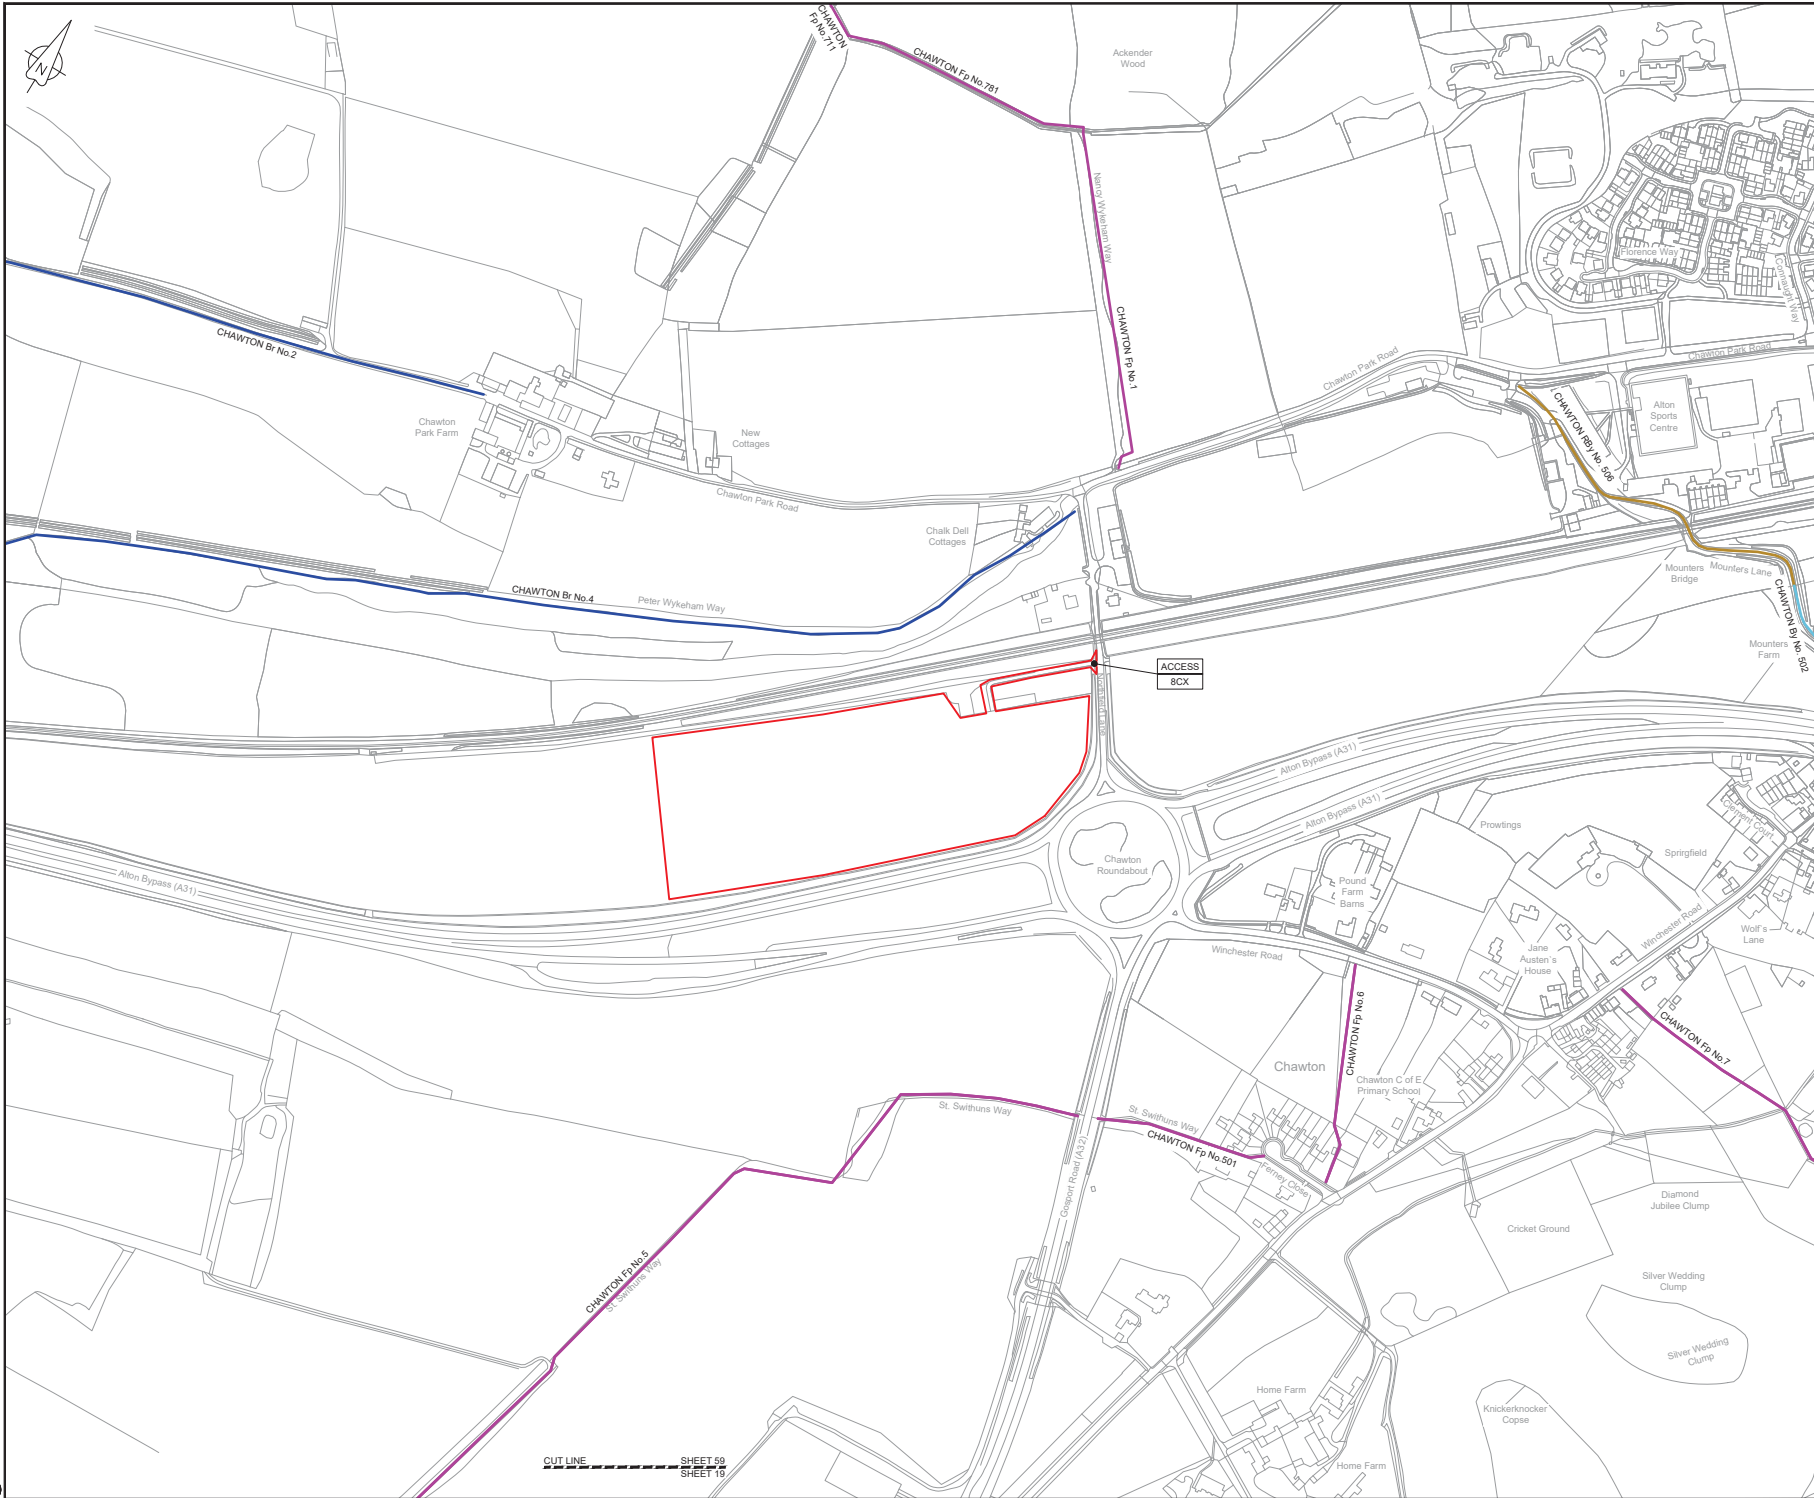 CHAWTON
Fp No.711
CHAWTON Fp No.781
Ackender
Wood
N
Nancy Wykeham Way
CHAWTON Fp No.1
Florence Way
Connaught Way
Chawton Park Road
Chawton Park Road
CHAWTON Br No.2
Chawton
Park Farm
New
Cottages
Chawton Park Road
Alton
Sports
Centre
CHAWTON RBy No. 506
Chalk Dell
Cottages
CHAWTON Br No.4
Peter Wykeham Way
Mounters
Bridge
Mounters Lane
CHAWTON By No. 502
Mounters
Farm
ACCESS
8CX
Northfield Lane
Alton Bypass (A31)
Alton Bypass (A31)
Prowtings
Clement Court
Sprirgfield
Chawton
Roundabout
Pound
Farm
Barns
Alton Bypass (A31)
Winchester Road
Winchester Road
Wolf's
Lane
Jane
Austen's
House
CHAWTON Fp No.6
CHAWTON Fp No.7
Chawton
Chawton C of E
Primary School
St. Swithuns Way
St. Swithuns Way
CHAWTON Fp No.501
Ferney Close
Gosport Road (A32)
Diamond
Jubilee Clump
Cricket Ground
CHAWTON Fp No.5
St. Swithuns Way
Silver Wedding
Clump
Silver Wedding
Clump
Home Farm
Knickerknocker
Copse
Home Farm
CUT LINE SHEET 59
SHEET 19